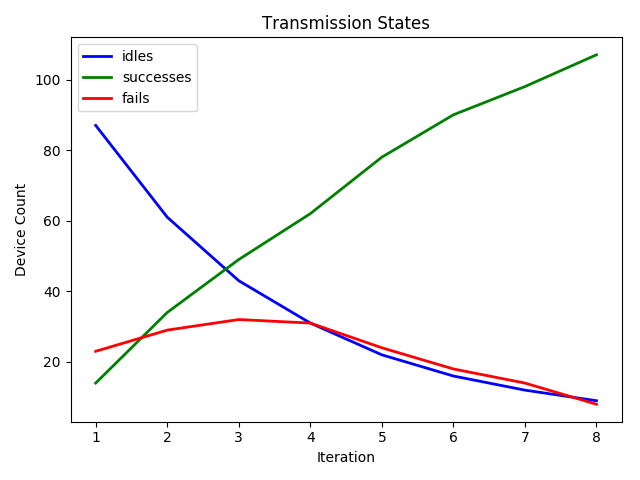 Transmission States
idles
successes
fails
Device Count
100
80
60
40
20
1 2 3 4 5 6 7 8
Iteration